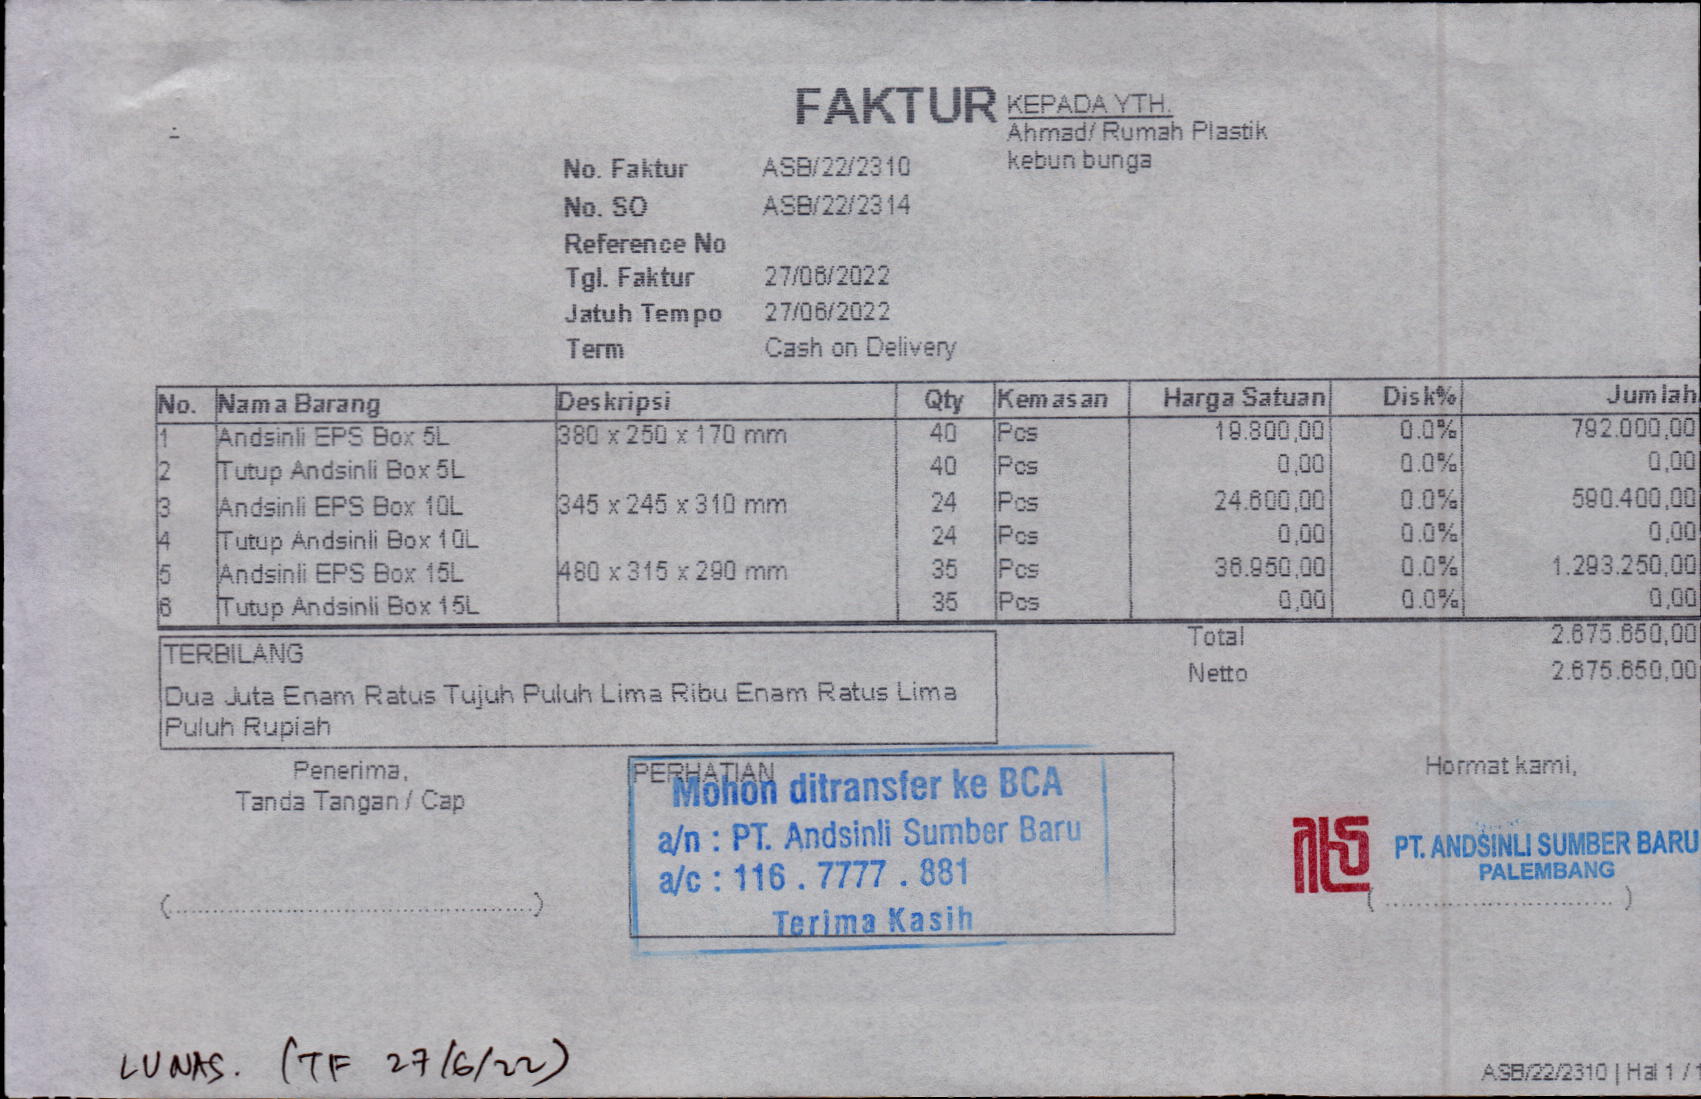 FAKTUR
KEPADA YTH.
Ahmad/ Rumah Plastik
kebun bunga
No. Faktur ASB/22/2310
No. SO ASB/22/2314
Reference No
Tgl. Faktur 27/06/2022
Jatuh Tempo 27/06/2022
Term Cash on Delivery
No. Nama Barang Deskripsi Qty Kemasan Harga Satuan Disk% Jumlah
1 Andsinli EPS Box 5L 380 x 250 x 170 mm 40 Pcs 19.800,00 0.0% 792.000,00
2 Tutup Andsinli Box 5L 40 Pcs 0,00 0.0% 0,00
3 Andsinli EPS Box 10L 345 x 245 x 310 mm 24 Pcs 24.600,00 0.0% 590.400,00
4 Tutup Andsinli Box 10L 24 Pcs 0,00 0.0% 0,00
5 Andsinli EPS Box 15L 480 x 315 x 290 mm 35 Pcs 36.950,00 0.0% 1.293.250,00
6 Tutup Andsinli Box 15L 35 Pcs 0,00 0.0% 0,00
Total 2.675.650,00
Netto 2.675.650,00
TERBILANG
Dua Juta Enam Ratus Tujuh Puluh Lima Ribu Enam Ratus Lima
Puluh Rupiah
Penerima,
Tanda Tangan / Cap
(........................................)
PERHATIAN
Mohon ditransfer ke BCA
a/n : PT. Andsinli Sumber Baru
a/c : 116 . 7777 . 881
Terima Kasih
Hormat kami,
PT. ANDSINLI SUMBER BARU
PALEMBANG
(............................)
LUNAS. (TF 27/6/22)
ASB/22/2310 | Hal 1 / 1